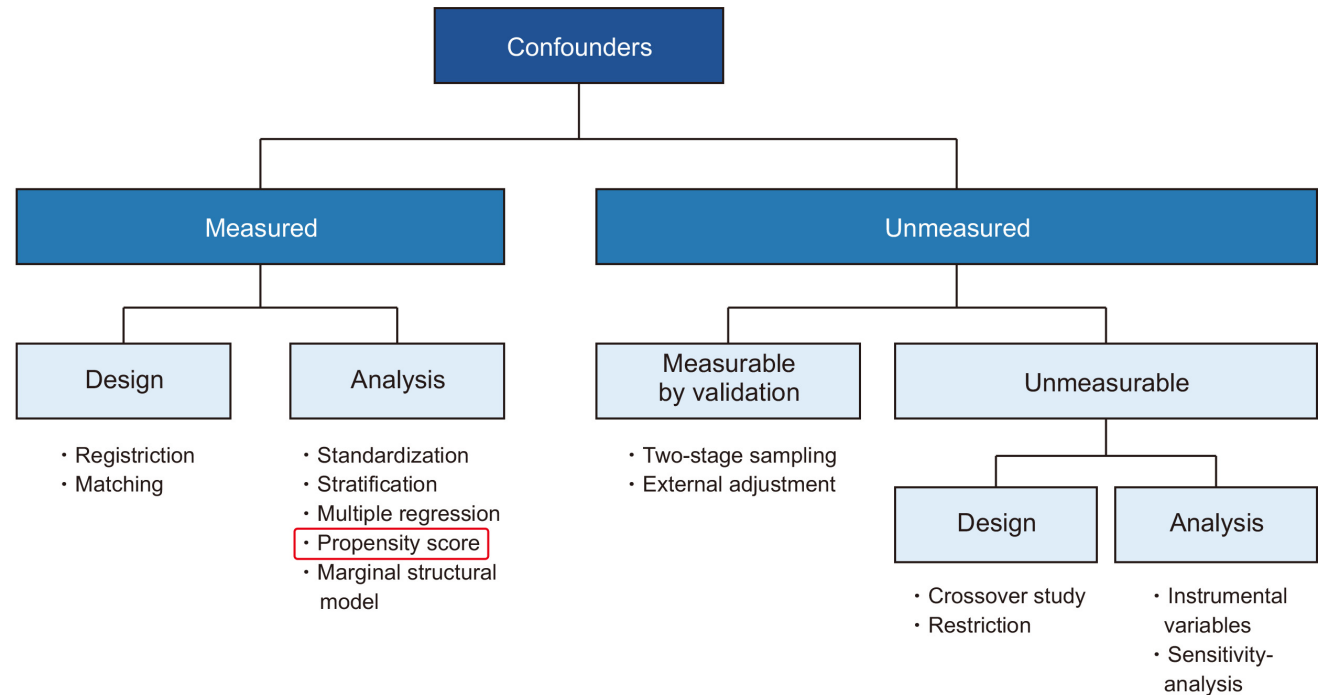 Confounders
Measured
Unmeasured
Design
Analysis
Measurable
by validation
Unmeasurable
・Registriction
・Matching
・Standardization
・Stratification
・Multiple regression
・Propensity score
・Marginal structural
model
・Two-stage sampling
・External adjustment
Design
Analysis
・Crossover study
・Restriction
・Instrumental
variables
・Sensitivity-
analysis